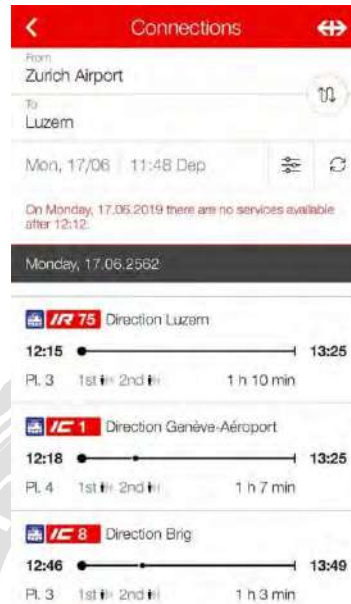 Connections
From
Zurich Airport
To
Luzern
Mon, 17/06 11:48 Dep
On Monday, 17.06.2019 there are no services available
after 12:12.
Monday, 17.06.2562
IR 75 Direction Luzern
12:15 13:25
Pl. 3 1st 2nd 1 h 10 min
IC 1 Direction Genève-Aéroport
12:18 13:25
Pl. 4 1st 2nd 1 h 7 min
IC 8 Direction Brig
12:46 13:49
Pl. 3 1st 2nd 1 h 3 min